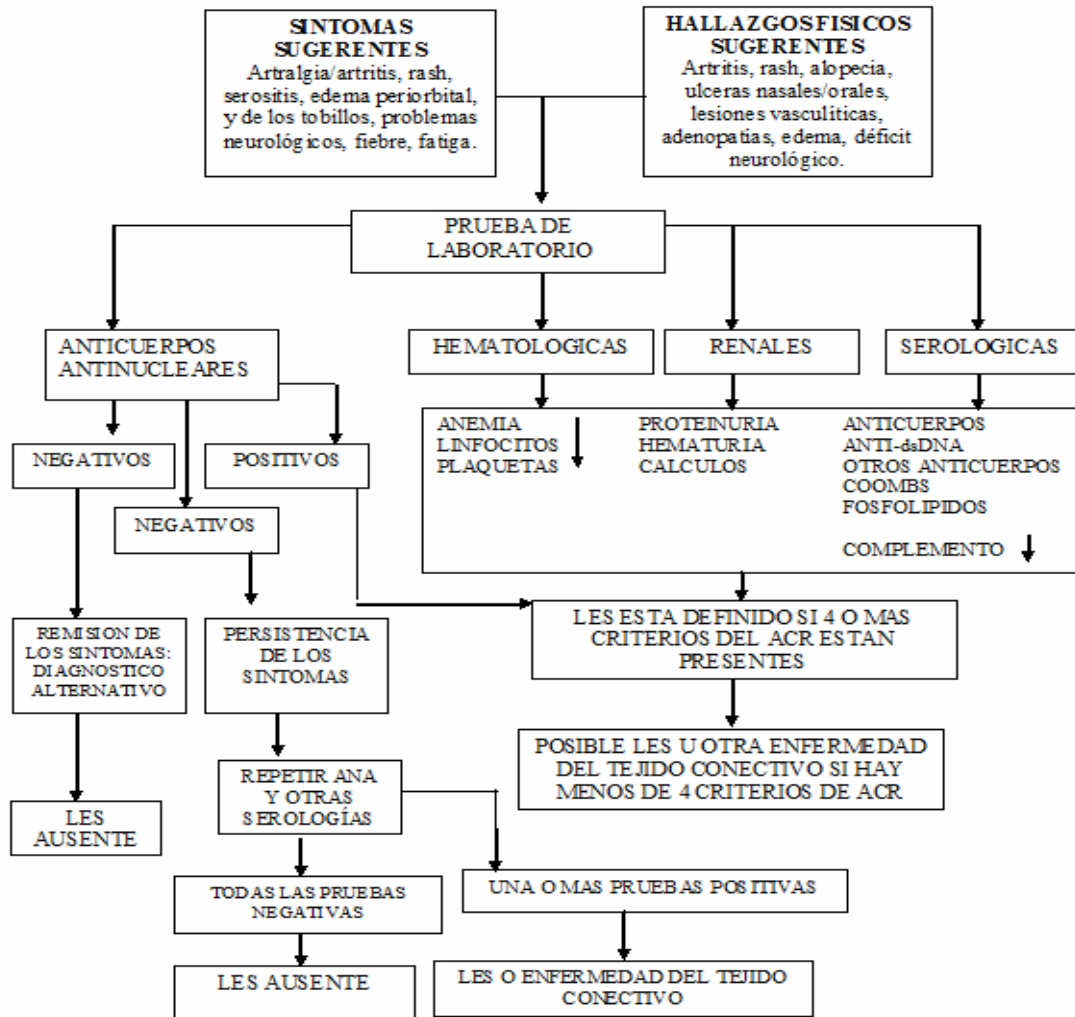 SINTOMAS
SUGERENTES
Artralgia/artritis, rash,
serositis, edema periorbital,
y de los tobillos, problemas
neurológicos, fiebre, fatiga.
HALLAZGOS FISICOS
SUGERENTES
Artritis, rash, alopecia,
ulceras nasales/orales,
lesiones vasculíticas,
adenopatías, edema, déficit
neurológico.
PRUEBA DE
LABORATORIO
ANTICUERPOS
ANTINUCLEARES
HEMATOLOGICAS
RENALES
SEROLOGICAS
NEGATIVOS
POSITIVOS
NEGATIVOS
ANEMIA
LINFOCITOS
PLAQUETAS
PROTEINURIA
HEMATURIA
CALCULOS
ANTICUERPOS
ANTI-dsDNA
OTROS ANTICUERPOS
COOMBS
FOSFOLIPIDOS
COMPLEMENTO
REMISION DE
LOS SINTOMAS:
DIAGNOSTICO
ALTERNATIVO
PERSISTENCIA
DE LOS
SINTOMAS
LES ESTA DEFINIDO SI 4 O MAS
CRITERIOS DEL ACR ESTAN
PRESENTES
POSIBLE LES U OTRA ENFERMEDAD
DEL TEJIDO CONECTIVO SI HAY
MENOS DE 4 CRITERIOS DE ACR
REPETIR ANA
Y OTRAS
SEROLOGÍAS
LES
AUSENTE
TODAS LAS PRUEBAS
NEGATIVAS
UNA O MAS PRUEBAS POSITIVAS
LES AUSENTE
LES O ENFERMEDAD DEL TEJIDO
CONECTIVO